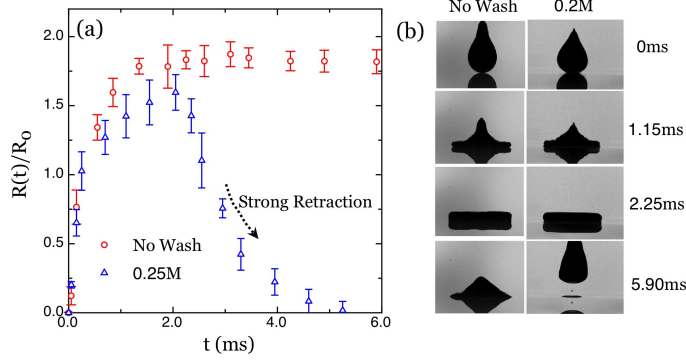 (a)
R(t)/R₀
2.0
1.5
1.0
0.5
0.0
0.0
2.0
4.0
6.0
t (ms)
Strong Retraction
No Wash
0.25M
(b)
No Wash
0.2M
0ms
1.15ms
2.25ms
5.90ms